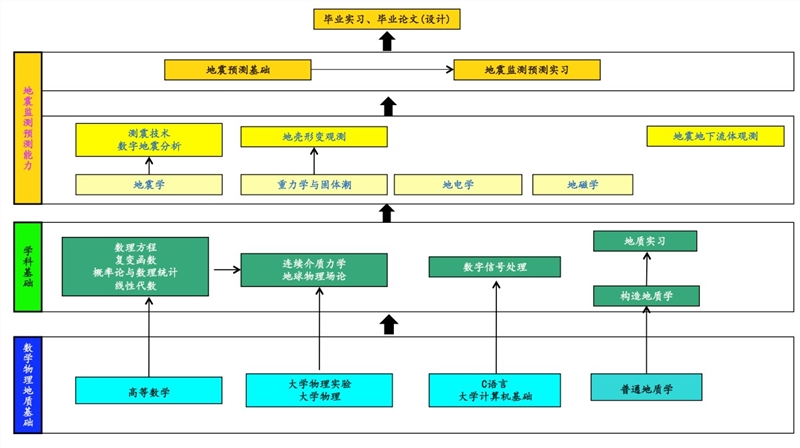 毕业实习、毕业论文(设计)
地震监测预测能力
地震预测基础
地震监测预测实习
测震技术
数字地震分析
地壳形变观测
地震地下流体观测
地震学
重力学与固体潮
地电学
地磁学
学科基础
数理方程
复变函数
概率论与数理统计
线性代数
连续介质力学
地球物理场论
数字信号处理
地质实习
构造地质学
数学物理地质基础
高等数学
大学物理实验
大学物理
C语言
大学计算机基础
普通地质学